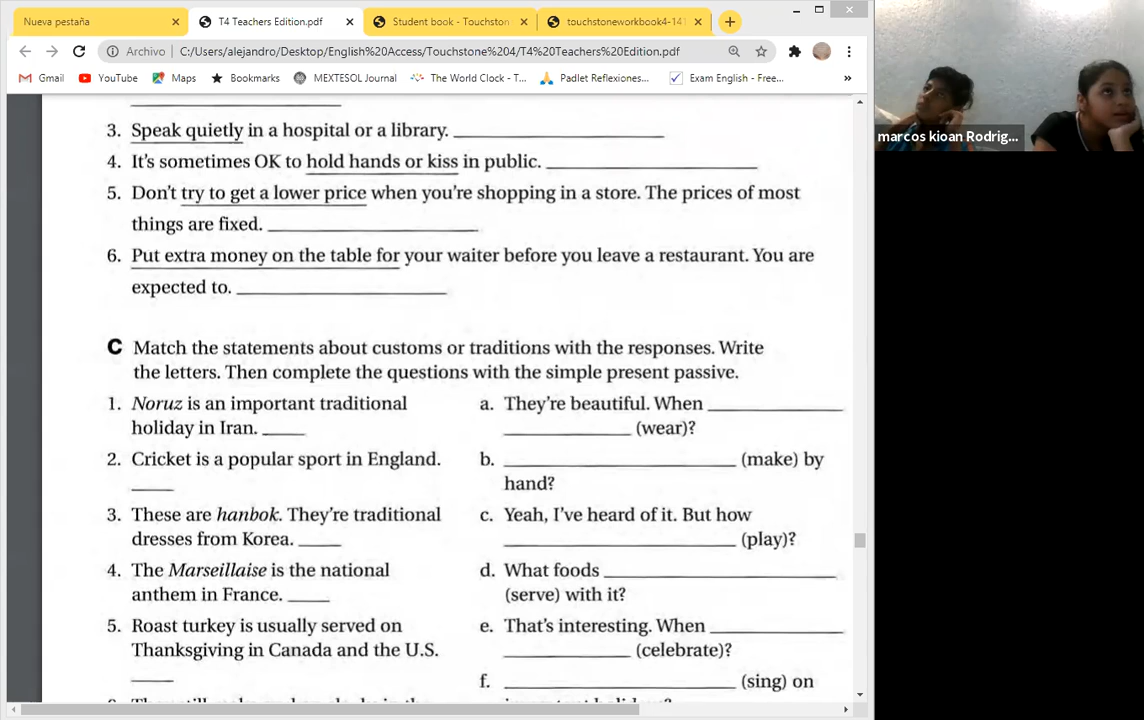 Nueva pestaña
T4 Teachers Edition.pdf
Student book - Touchston
touchstoneworkbook4-141
Archivo
C:/Users/alejandro/Desktop/English%20Access/Touchstone%204/T4%20Teachers%20Edition.pdf
Gmail YouTube Maps Bookmarks MEXTESOL Journal The World Clock - T... Padlet Reflexiones... Exam English - Free... »
3. Speak quietly in a hospital or a library.
4. It's sometimes OK to hold hands or kiss in public.
5. Don't try to get a lower price when you're shopping in a store. The prices of most
things are fixed.
6. Put extra money on the table for your waiter before you leave a restaurant. You are
expected to.
C Match the statements about customs or traditions with the responses. Write
the letters. Then complete the questions with the simple present passive.
1. Noruz is an important traditional
holiday in Iran.
2. Cricket is a popular sport in England.
3. These are hanbok. They're traditional
dresses from Korea.
4. The Marseillaise is the national
anthem in France.
5. Roast turkey is usually served on
Thanksgiving in Canada and the U.S.
a. They're beautiful. When
(wear)?
b. (make) by
hand?
c. Yeah, I've heard of it. But how
(play)?
d. What foods
(serve) with it?
e. That's interesting. When
(celebrate)?
f. (sing) on
marcos kioan Rodrig...